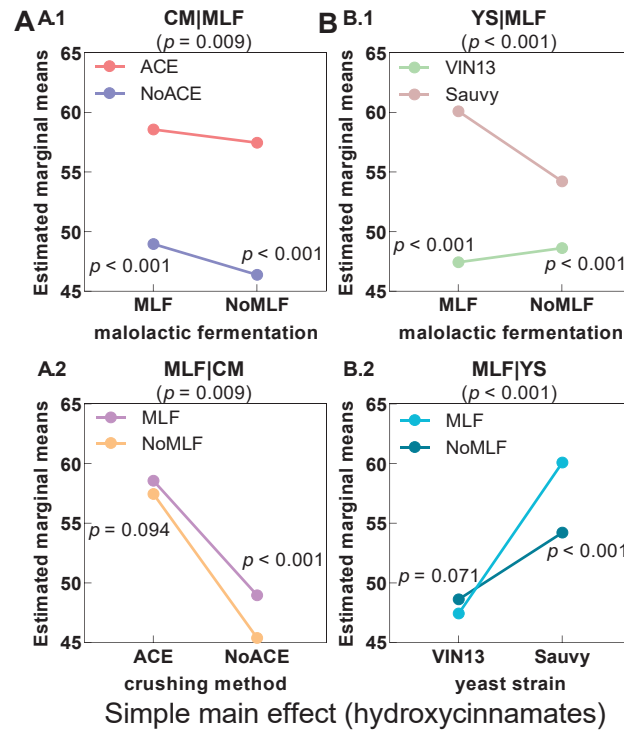 A A.1 CM|MLF
(p = 0.009)
65
60
55
50
45
Estimated marginal means
ACE
NoACE
p < 0.001
p < 0.001
MLF NoMLF
malolactic fermentation
B B.1 YS|MLF
(p < 0.001)
65
60
55
50
45
Estimated marginal means
VIN13
Sauvy
p < 0.001
p < 0.001
MLF NoMLF
malolactic fermentation
A.2 MLF|CM
(p = 0.009)
65
60
55
50
45
Estimated marginal means
MLF
NoMLF
p = 0.094
p < 0.001
ACE NoACE
crushing method
B.2 MLF|YS
(p < 0.001)
65
60
55
50
45
Estimated marginal means
MLF
NoMLF
p = 0.071
p < 0.001
VIN13 Sauvy
yeast strain
Simple main effect (hydroxycinnamates)